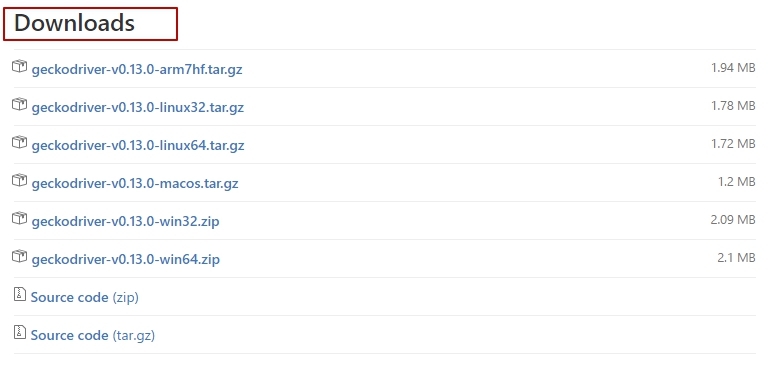 Downloads
geckodriver-v0.13.0-arm7hf.tar.gz 1.94 MB
geckodriver-v0.13.0-linux32.tar.gz 1.78 MB
geckodriver-v0.13.0-linux64.tar.gz 1.72 MB
geckodriver-v0.13.0-macos.tar.gz 1.2 MB
geckodriver-v0.13.0-win32.zip 2.09 MB
geckodriver-v0.13.0-win64.zip 2.1 MB
Source code (zip)
Source code (tar.gz)